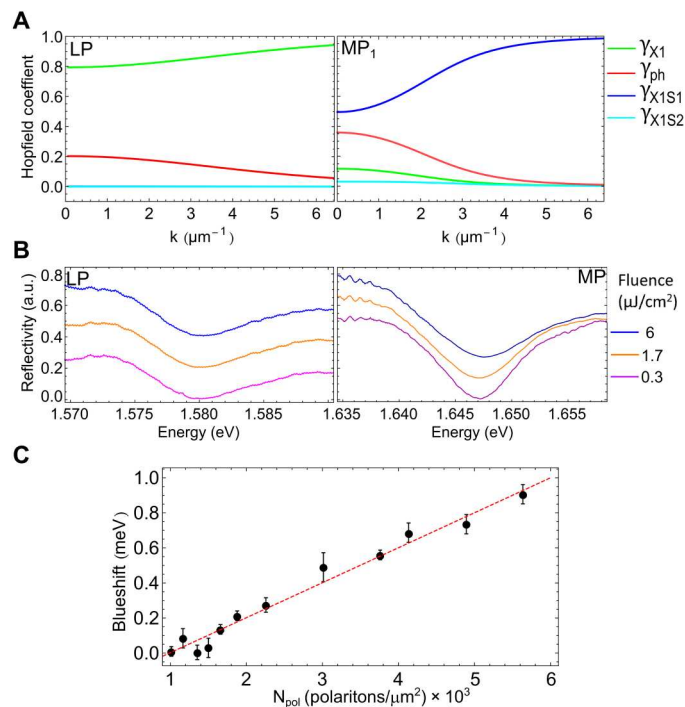 A
LP
MP₁
γX1
γph
γX1S1
γX1S2
Hopfield coeffient
1.0
0.8
0.6
0.4
0.2
0.0
0 1 2 3 4 5 6
0 1 2 3 4 5 6
k (μm⁻¹)
k (μm⁻¹)
B
LP
MP
Fluence
(μJ/cm²)
6
1.7
0.3
Reflectivity (a.u.)
0.8
0.6
0.4
0.2
0.0
1.570 1.575 1.580 1.585
1.635 1.640 1.645 1.650 1.655
Energy (eV)
Energy (eV)
C
Blueshift (meV)
1.0
0.8
0.6
0.4
0.2
0.0
1 2 3 4 5 6
Npol (polaritons/μm²) × 10³